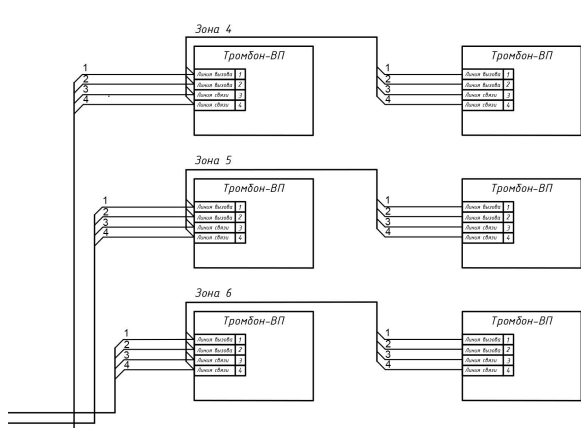 Зона 4
Тромбон-ВП Тромбон-ВП
1 Линия вызова 1 1 Линия вызова 1
2 Линия вызова 2 2 Линия вызова 2
3 Линия связи 3 3 Линия связи 3
4 Линия связи 4 4 Линия связи 4
Зона 5
Тромбон-ВП Тромбон-ВП
1 Линия вызова 1 1 Линия вызова 1
2 Линия вызова 2 2 Линия вызова 2
3 Линия связи 3 3 Линия связи 3
4 Линия связи 4 4 Линия связи 4
Зона 6
Тромбон-ВП Тромбон-ВП
1 Линия вызова 1 1 Линия вызова 1
2 Линия вызова 2 2 Линия вызова 2
3 Линия связи 3 3 Линия связи 3
4 Линия связи 4 4 Линия связи 4